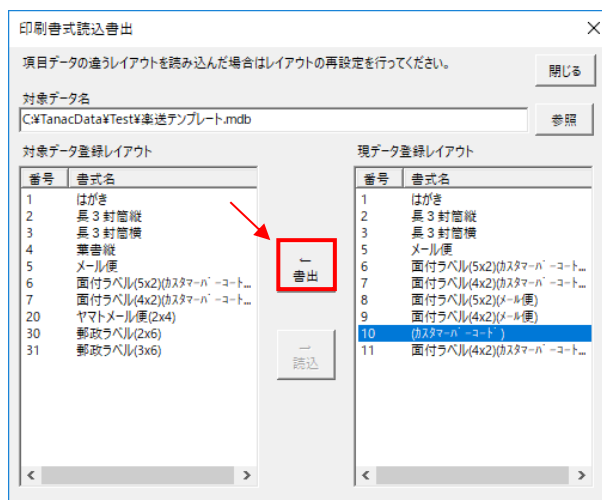 印刷書式読込書出
項目データの違うレイアウトを読み込んだ場合はレイアウトの再設定を行ってください。
閉じる
対象データ名
C:¥TanacData¥Test¥楽送テンプレート.mdb
参照
対象データ登録レイアウト
番号 書式名
1 はがき
2 長3封筒縦
3 長3封筒横
4 葉書縦
5 メール便
6 面付ラベル(5x2)(ｶｽﾀﾏｰﾊﾞｰｺｰﾄ...
7 面付ラベル(4x2)(ｶｽﾀﾏｰﾊﾞｰｺｰﾄ...
20 ヤマトメール便(2x4)
30 郵政ラベル(2x6)
31 郵政ラベル(3x6)
←
書出
→
読込
現データ登録レイアウト
番号 書式名
1 はがき
2 長3封筒縦
3 長3封筒横
5 メール便
6 面付ラベル(5x2)(ｶｽﾀﾏｰﾊﾞｰｺｰﾄ...
7 面付ラベル(4x2)(ｶｽﾀﾏｰﾊﾞｰｺｰﾄ...
8 面付ラベル(5x2)(ﾒｰﾙ便)
9 面付ラベル(4x2)(ﾒｰﾙ便)
10 (ｶｽﾀﾏｰﾊﾞｰｺｰﾄﾞ)
11 面付ラベル(4x2)(ｶｽﾀﾏｰﾊﾞｰｺｰﾄ...